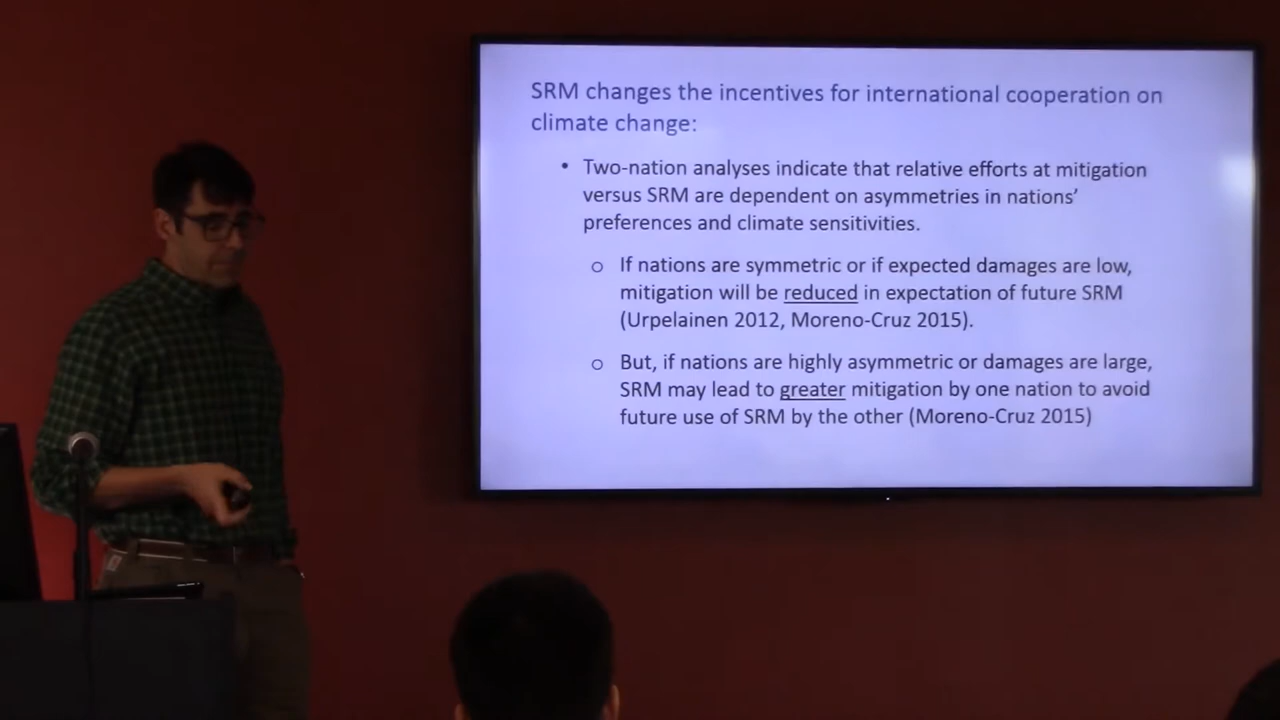 SRM changes the incentives for international cooperation on
climate change:
• Two-nation analyses indicate that relative efforts at mitigation
versus SRM are dependent on asymmetries in nations’
preferences and climate sensitivities.
o If nations are symmetric or if expected damages are low,
mitigation will be reduced in expectation of future SRM
(Urpelainen 2012, Moreno-Cruz 2015).
o But, if nations are highly asymmetric or damages are large,
SRM may lead to greater mitigation by one nation to avoid
future use of SRM by the other (Moreno-Cruz 2015)